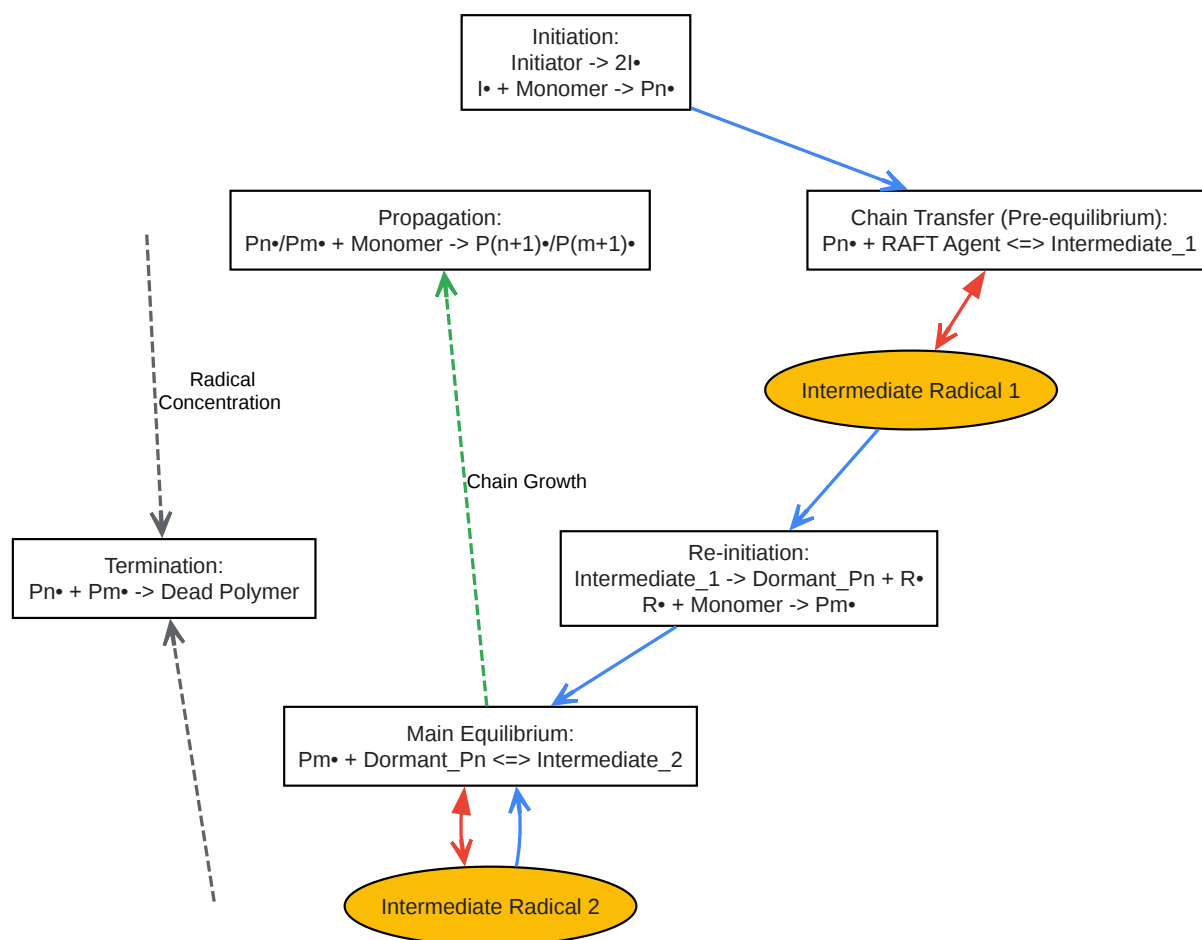 Initiation:
Initiator -> 2I•
I• + Monomer -> Pn•
Propagation:
Pn•/Pm• + Monomer -> P(n+1)•/P(m+1)•
Chain Transfer (Pre-equilibrium):
Pn• + RAFT Agent <=> Intermediate_1
Radical
Concentration
Intermediate Radical 1
Chain Growth
Termination:
Pn• + Pm• -> Dead Polymer
Re-initiation:
Intermediate_1 -> Dormant_Pn + R•
R• + Monomer -> Pm•
Main Equilibrium:
Pm• + Dormant_Pn <=> Intermediate_2
Intermediate Radical 2